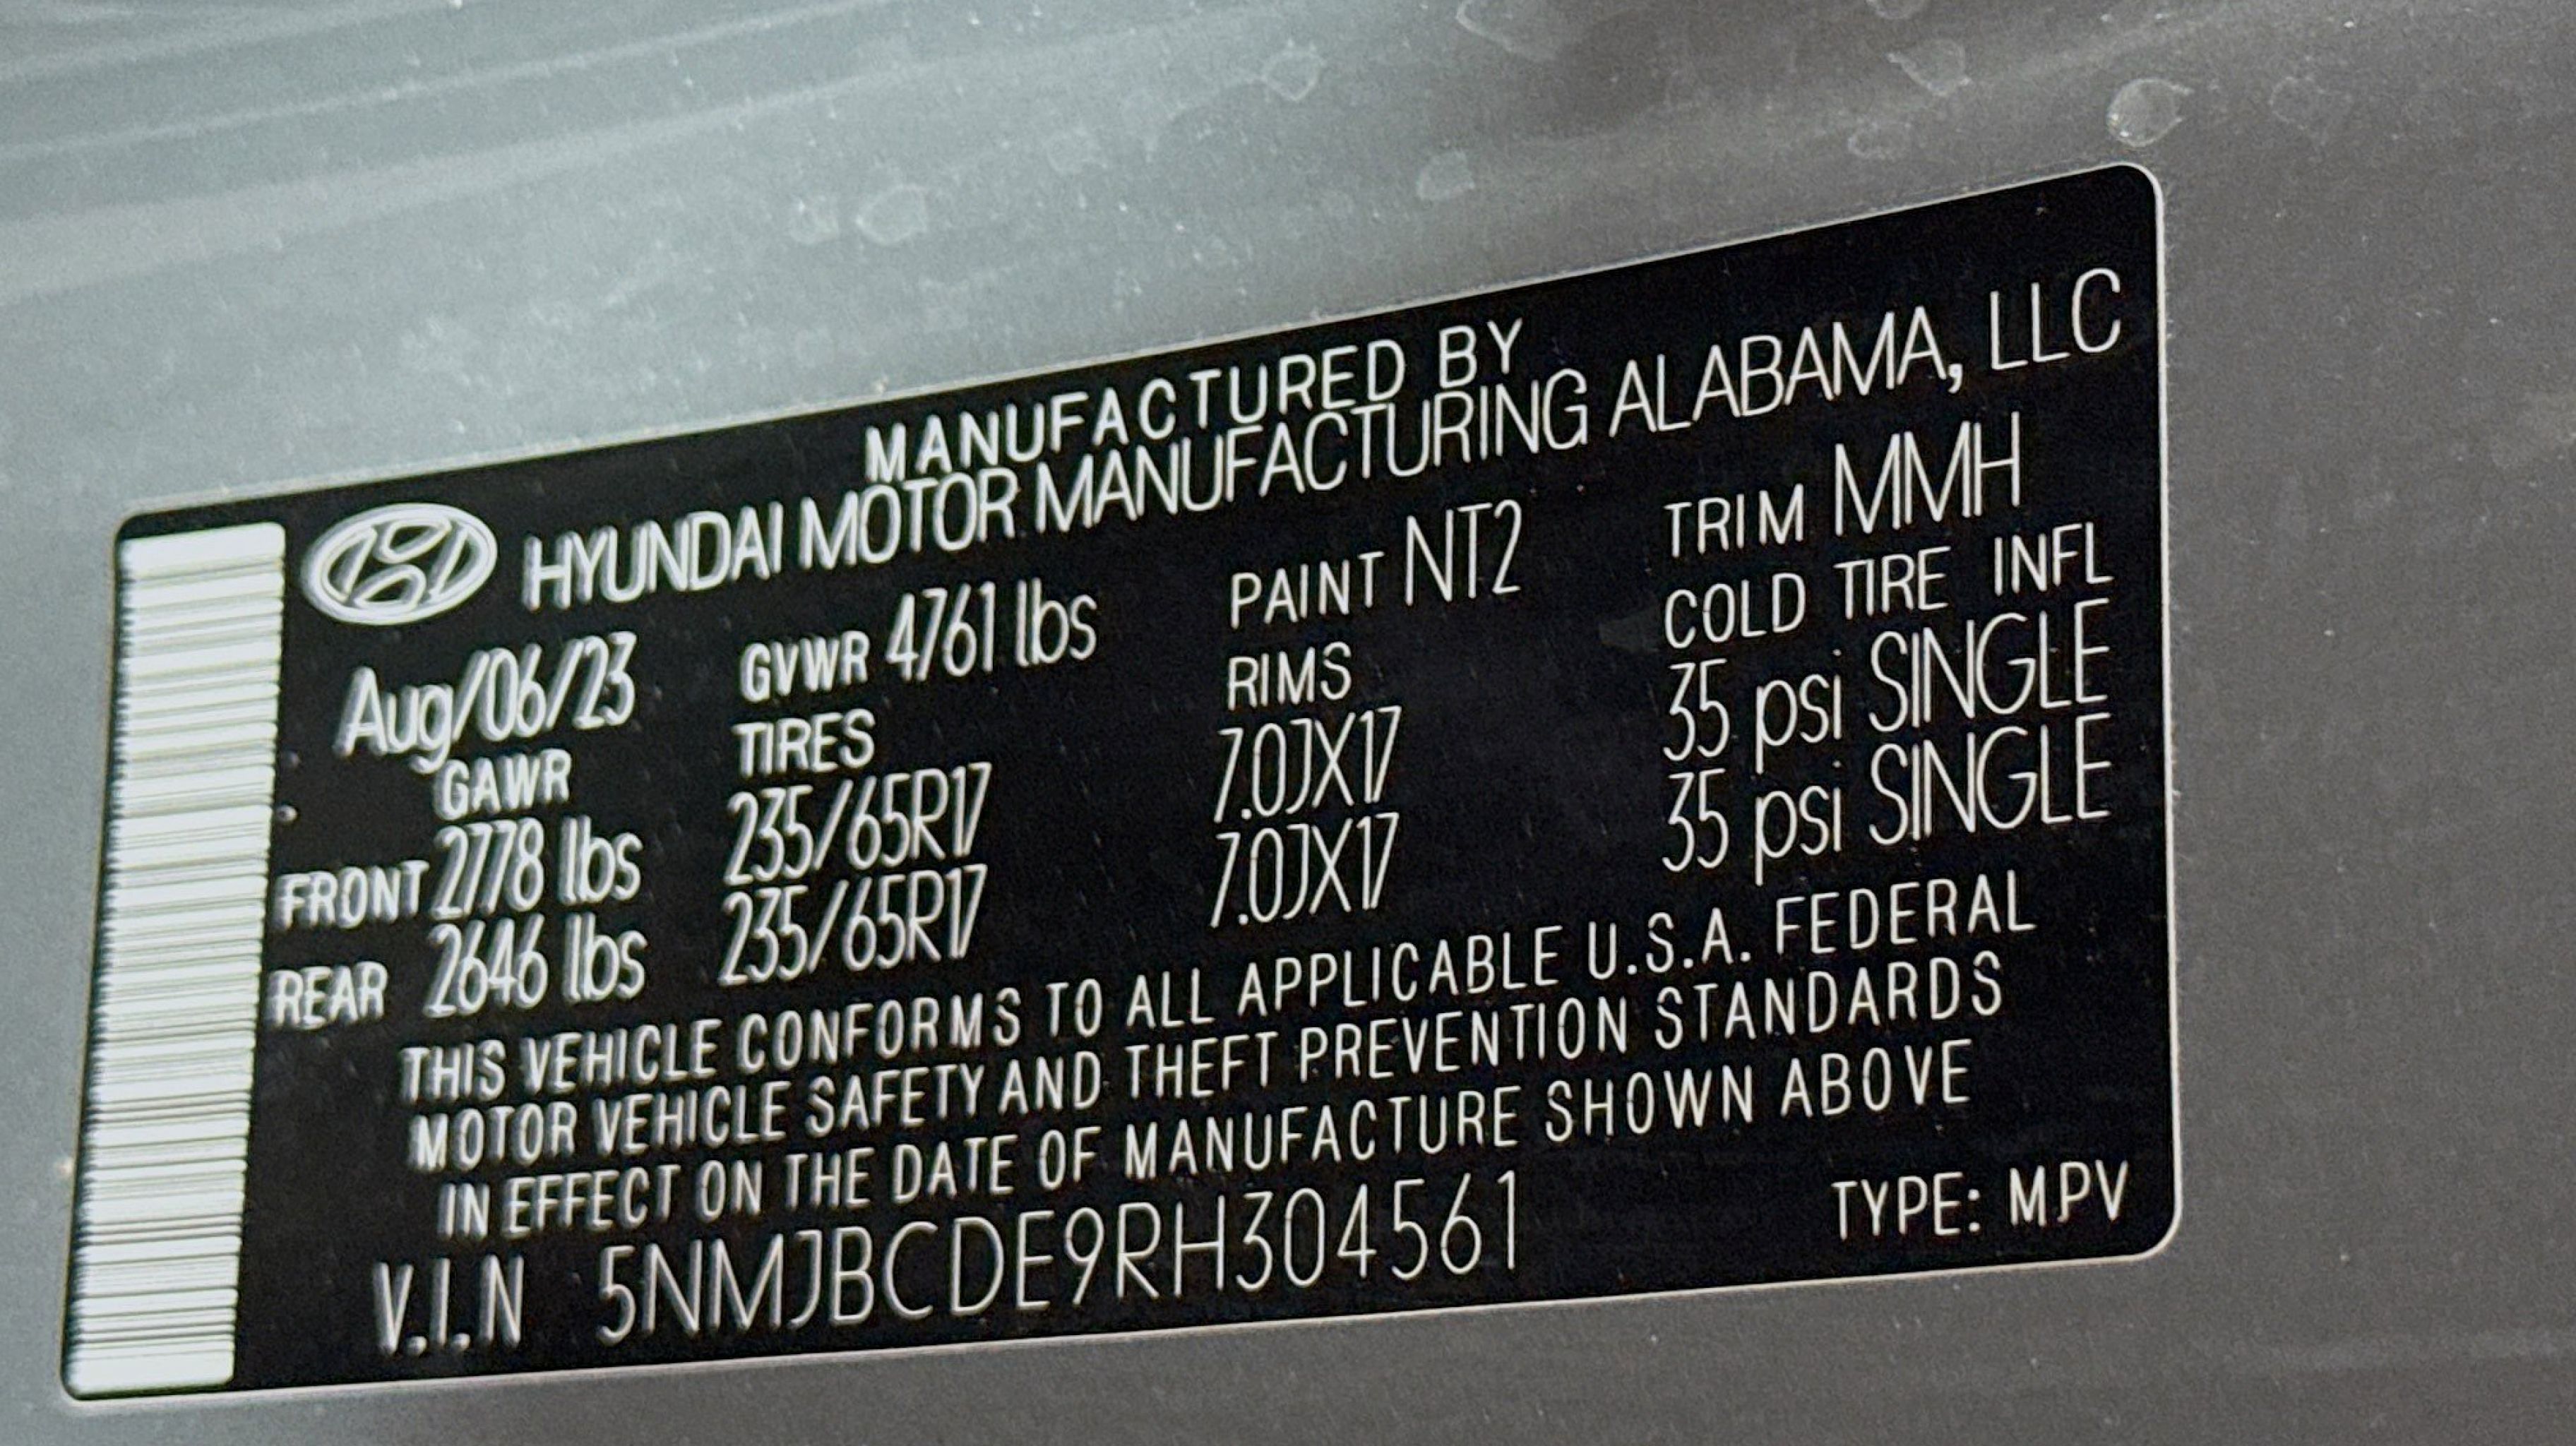 MANUFACTURED BY
HYUNDAI MOTOR MANUFACTURING ALABAMA, LLC
Aug/06/23 GVWR 4761 lbs PAINT NT2 TRIM MMH
GAWR TIRES RIMS COLD TIRE INFL
FRONT 2778 lbs 235/65R17 7.0JX17 35 psi SINGLE
REAR 2646 lbs 235/65R17 7.0JX17 35 psi SINGLE
THIS VEHICLE CONFORMS TO ALL APPLICABLE U.S.A. FEDERAL
MOTOR VEHICLE SAFETY AND THEFT PREVENTION STANDARDS
IN EFFECT ON THE DATE OF MANUFACTURE SHOWN ABOVE
V.I.N 5NMJBCDE9RH304561 TYPE: MPV